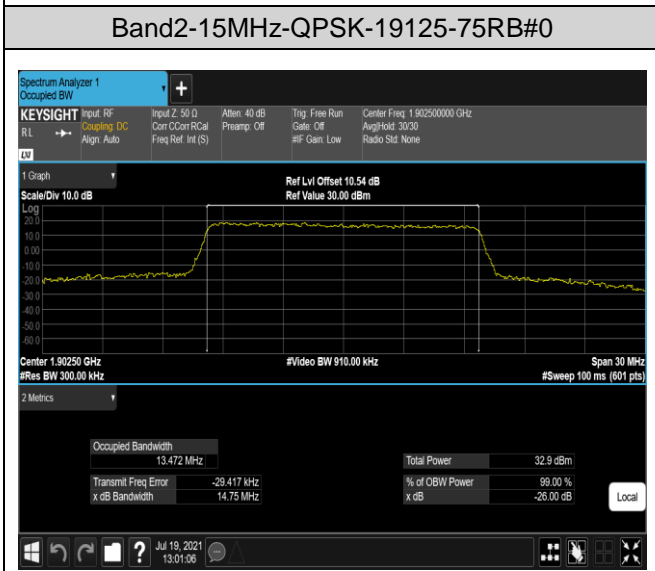 Band2-15MHz-QPSK-19125-75RB#0
Spectrum Analyzer 1
Occupied BW
KEYSIGHT Input: RF Input Z: 50 Ω Atten: 40 dB Trig: Free Run Center Freq: 1.902500000 GHz
RL Coupling: DC Corr CCorr RCal Preamp: Off Gate: Off Avg|Hold: 30/30
Align: Auto Freq Ref: Int (S) #IF Gain: Low Radio Std: None
LXI
1 Graph Ref Lvl Offset 10.54 dB
Scale/Div 10.0 dB Ref Value 30.00 dBm
Log
20.0
10.0
0.00
-10.0
-20.0
-30.0
-40.0
-50.0
-60.0
Center 1.90250 GHz #Video BW 910.00 kHz Span 30 MHz
#Res BW 300.00 kHz #Sweep 100 ms (601 pts)
2 Metrics
Occupied Bandwidth
13.472 MHz Total Power 32.9 dBm
Transmit Freq Error -29.417 kHz % of OBW Power 99.00 %
x dB Bandwidth 14.75 MHz x dB -26.00 dB
Local
Jul 19, 2021
13:01:06